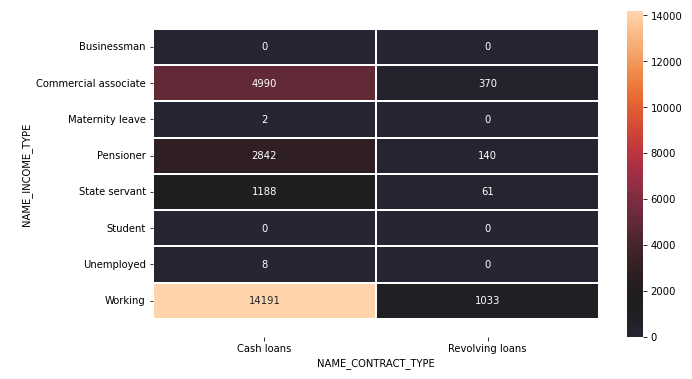 NAME_INCOME_TYPE
Businessman 0 0
Commercial associate 4990 370
Maternity leave 2 0
Pensioner 2842 140
State servant 1188 61
Student 0 0
Unemployed 8 0
Working 14191 1033
Cash loans Revolving loans
NAME_CONTRACT_TYPE
14000
12000
10000
8000
6000
4000
2000
0